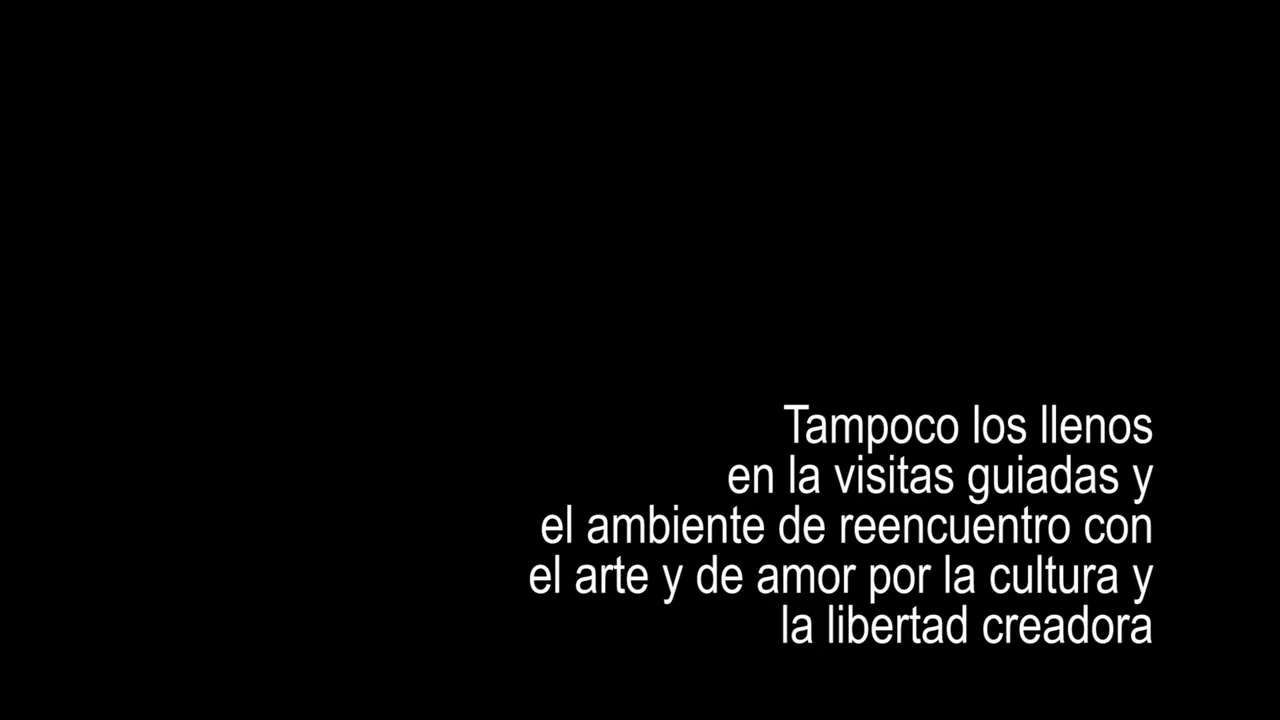 Tampoco los llenos
en la visitas guiadas y
el ambiente de reencuentro con
el arte y de amor por la cultura y
la libertad creadora